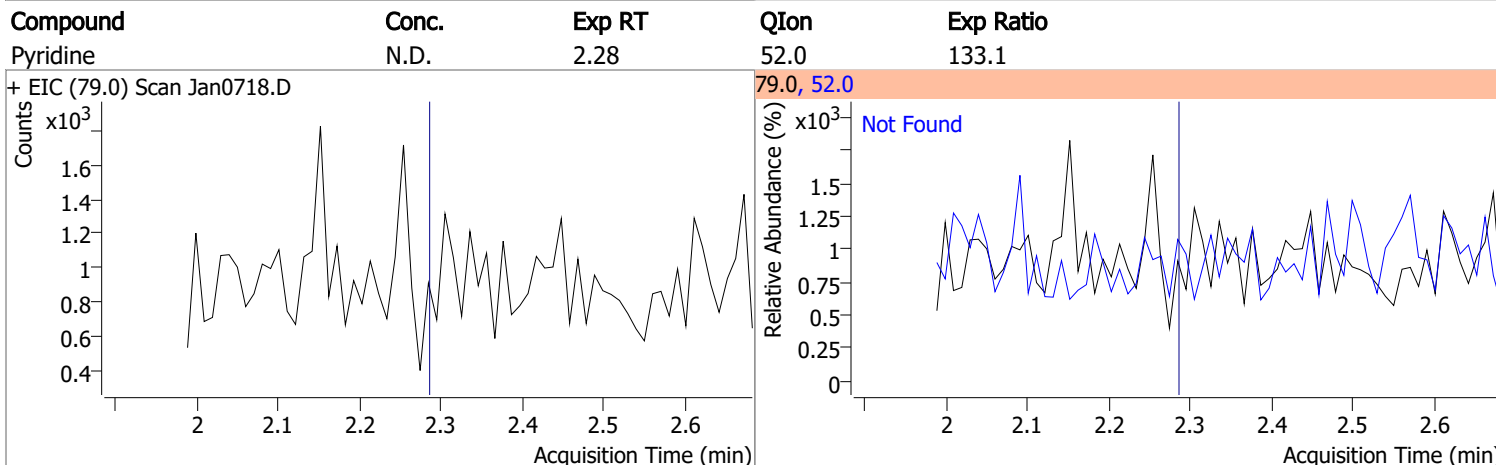 Compound Conc. Exp RT QIon Exp Ratio
Pyridine N.D. 2.28 52.0 133.1
+ EIC (79.0) Scan Jan0718.D
Counts
x10³
1.6
1.4
1.2
1
0.8
0.6
0.4
2 2.1 2.2 2.3 2.4 2.5 2.6
Acquisition Time (min)
79.0, 52.0
Relative Abundance (%)
x10³
Not Found
1.5
1.25
1
0.75
0.5
0.25
0
2 2.1 2.2 2.3 2.4 2.5 2.6
Acquisition Time (min)